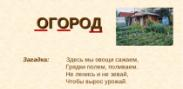 ОГОРОД
Загадка: Здесь мы овощи сажаем,
Грядки полем, поливаем.
Не ленись и не зевай,
Чтобы вырос урожай.